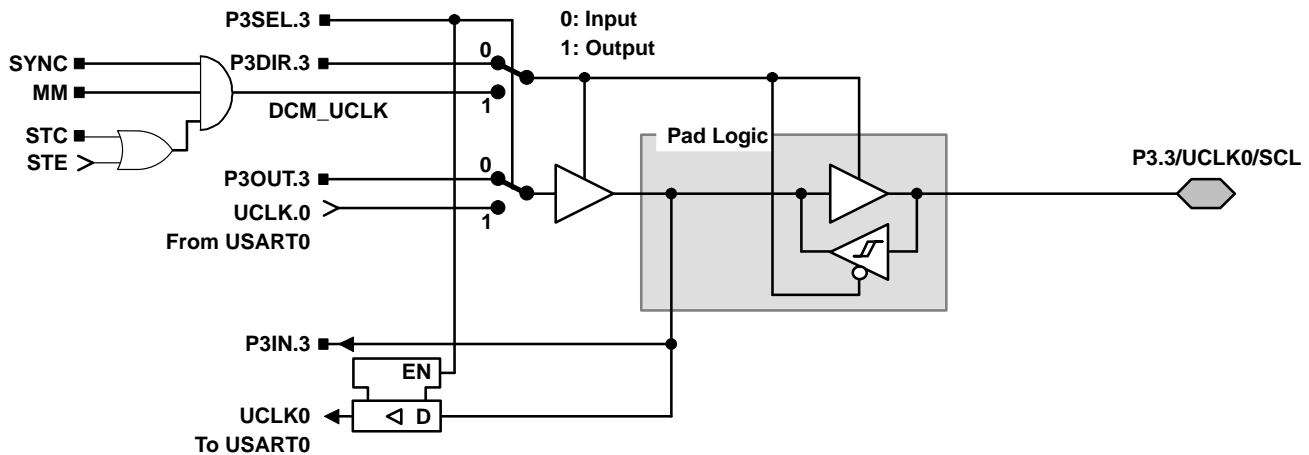 P3SEL.3
0: Input
1: Output
SYNC
P3DIR.3
0
MM
1
DCM_UCLK
STC
STE
Pad Logic
P3.3/UCLK0/SCL
P3OUT.3
0
UCLK.0
1
From USART0
P3IN.3
EN
UCLK0
D
To USART0